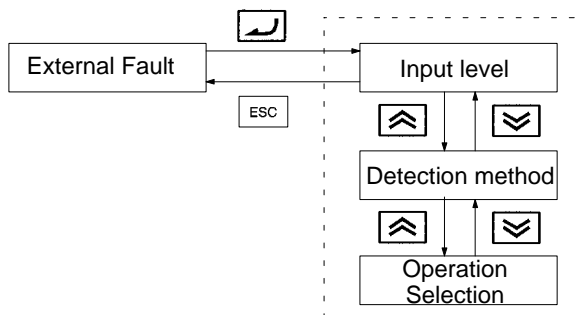 External Fault
Input level
ESC
Detection method
Operation
Selection